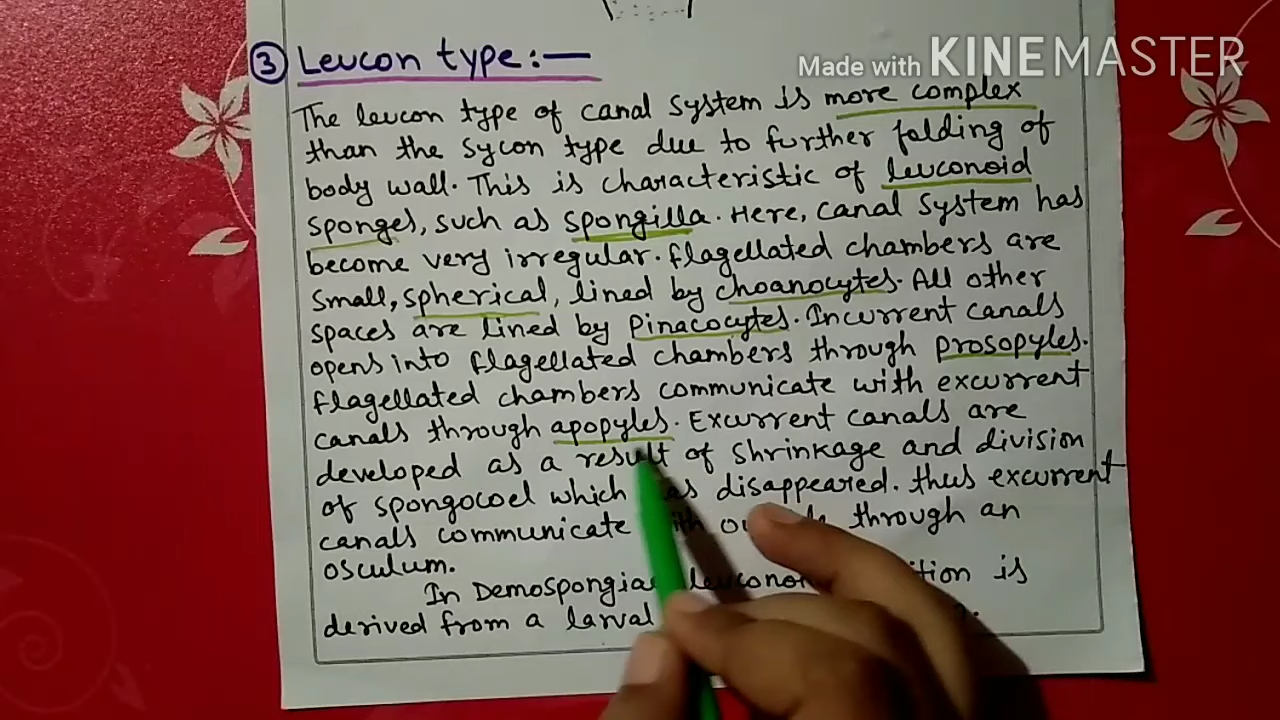 Made with KINEMASTER
③ Leucon type:—
The leucon type of canal system is more complex
than the sycon type due to further folding of
body wall. This is characteristic of leuconoid
sponges, such as spongilla. Here, canal system has
become very irregular. flagellated chambers are
small, spherical, lined by choanocytes. All other
spaces are lined by pinacocytes. Incurrent canals
opens into flagellated chambers through prosopyles.
flagellated chambers communicate with excurrent
canals through apopyles. Excurrent canals are
developed as a result of shrinkage and division
of spongocoel which disappeared. thus excurrent
canals communicate through an
osculum.
In is
derived from a larval